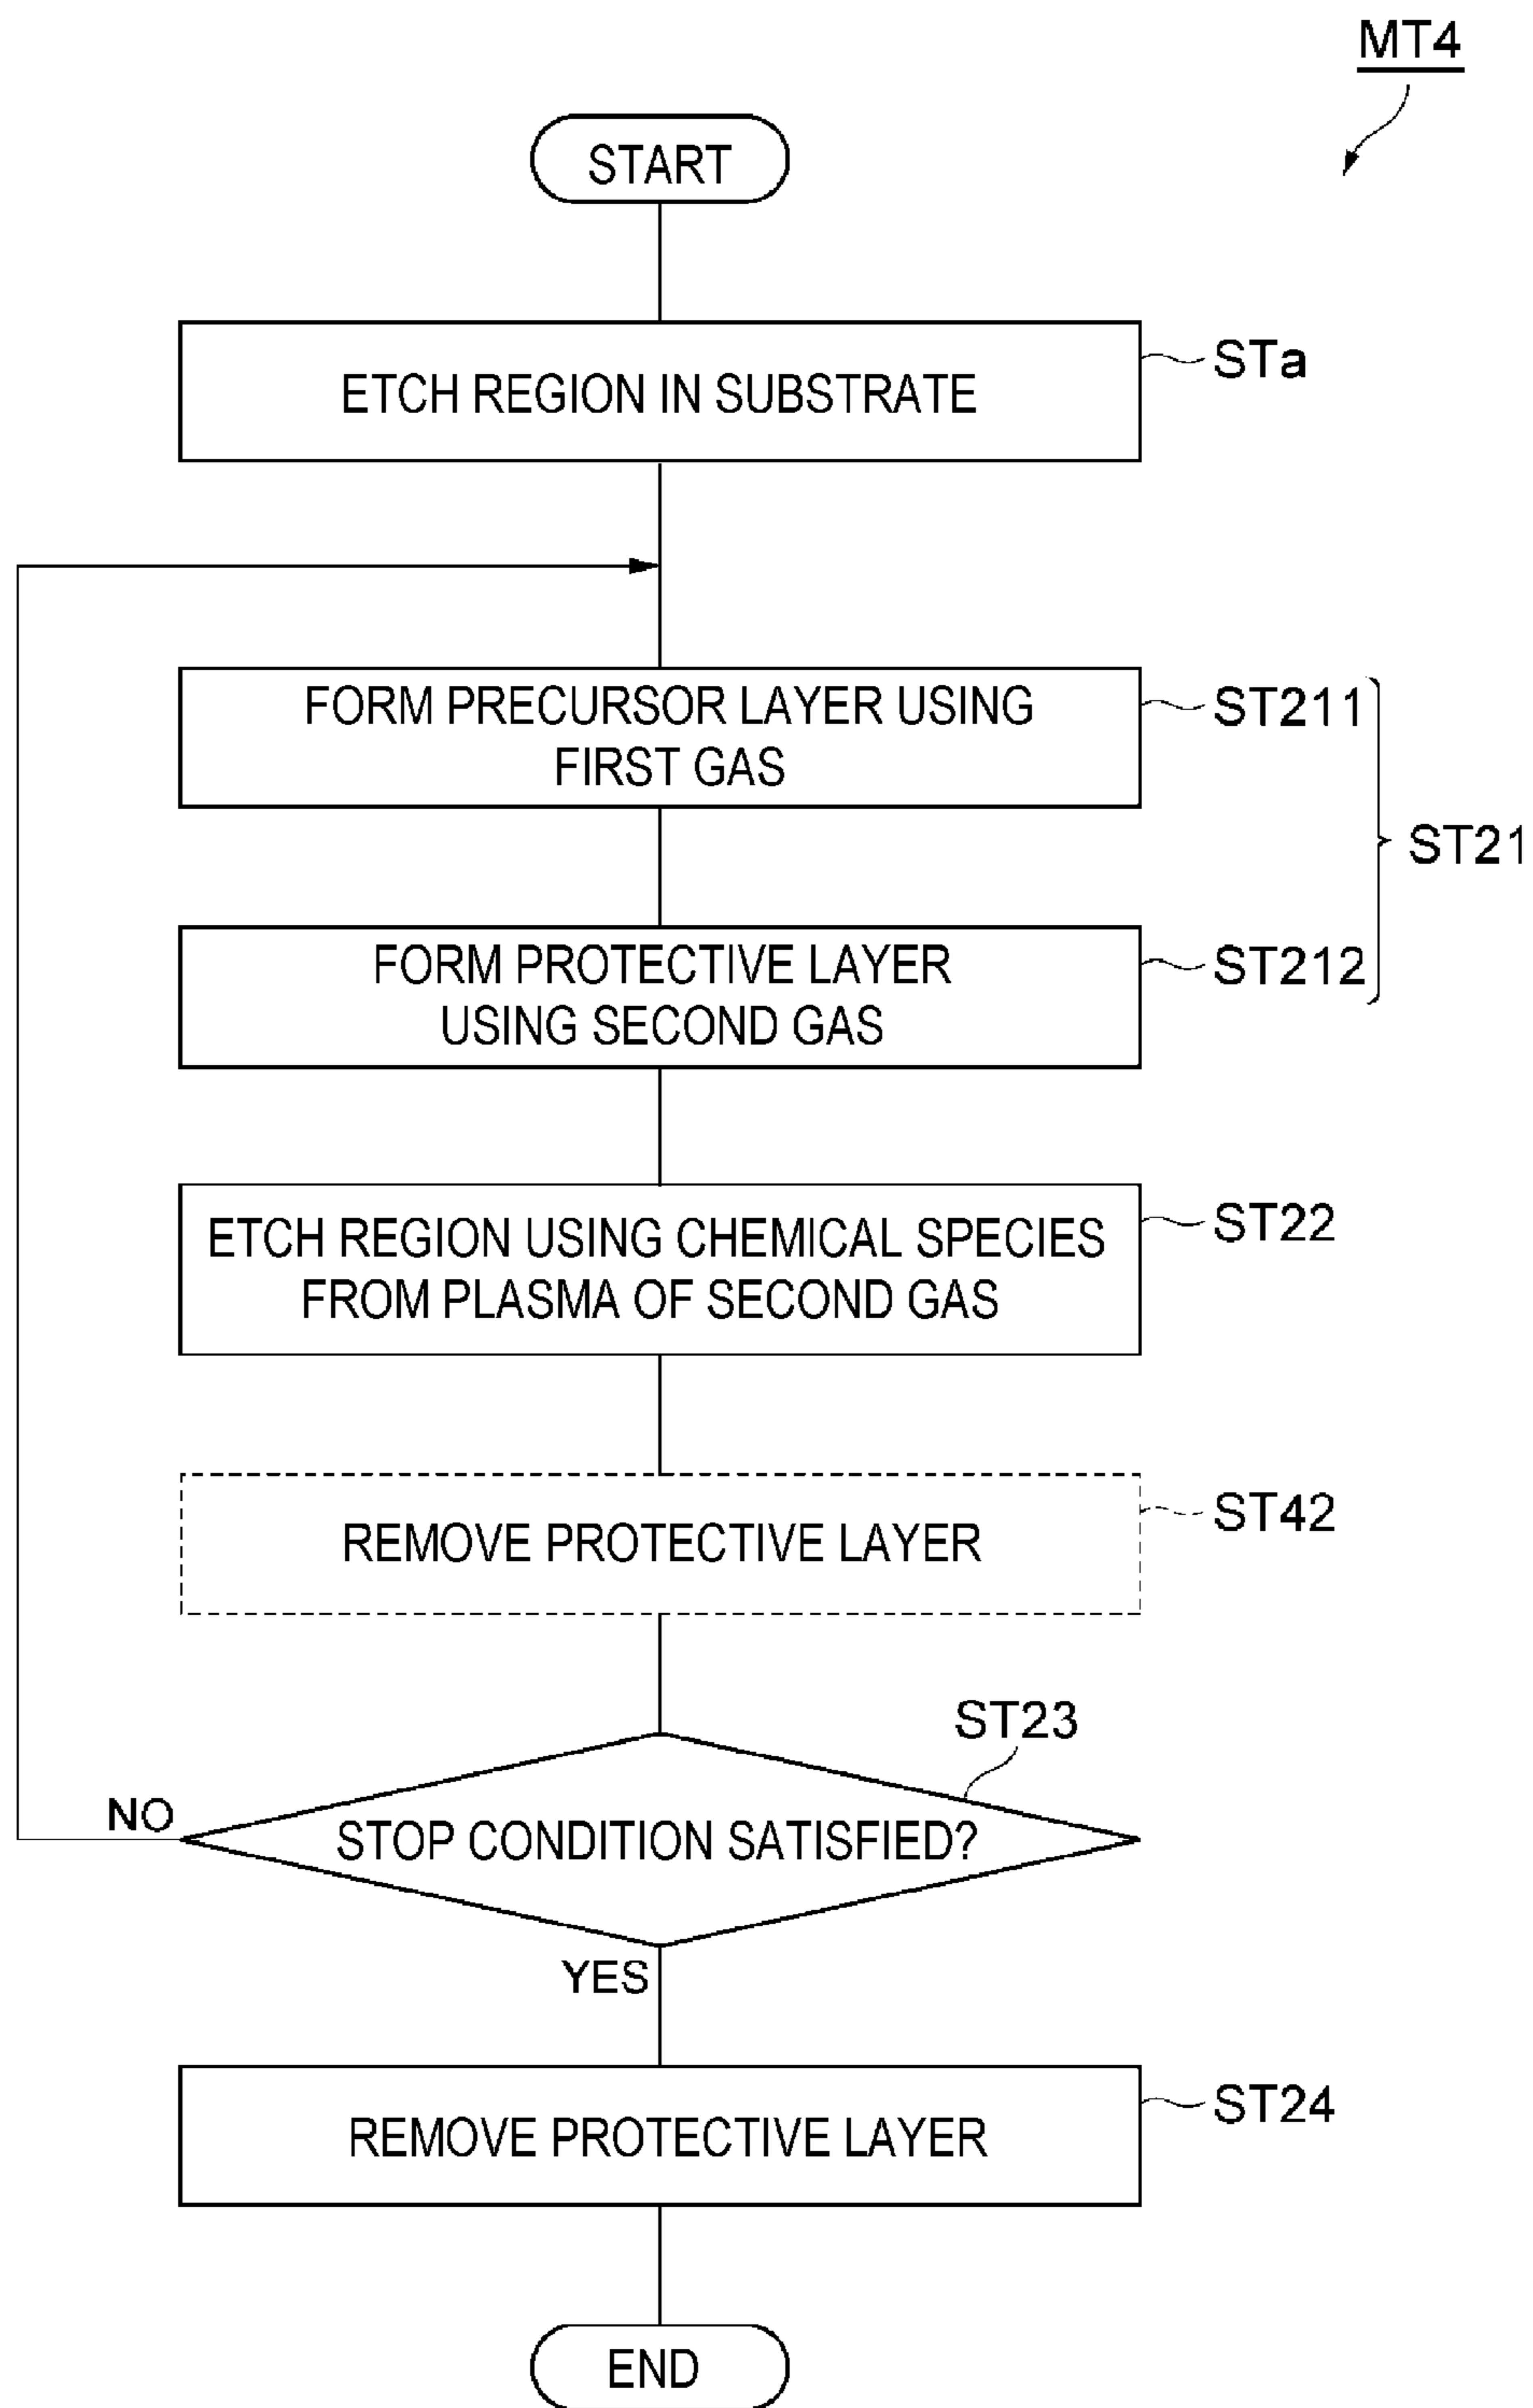 MT4
START
ETCH REGION IN SUBSTRATE
STa
FORM PRECURSOR LAYER USING
FIRST GAS
ST211
ST21
FORM PROTECTIVE LAYER
USING SECOND GAS
ST212
ETCH REGION USING CHEMICAL SPECIES
FROM PLASMA OF SECOND GAS
ST22
REMOVE PROTECTIVE LAYER
ST42
ST23
STOP CONDITION SATISFIED?
NO
YES
REMOVE PROTECTIVE LAYER
ST24
END